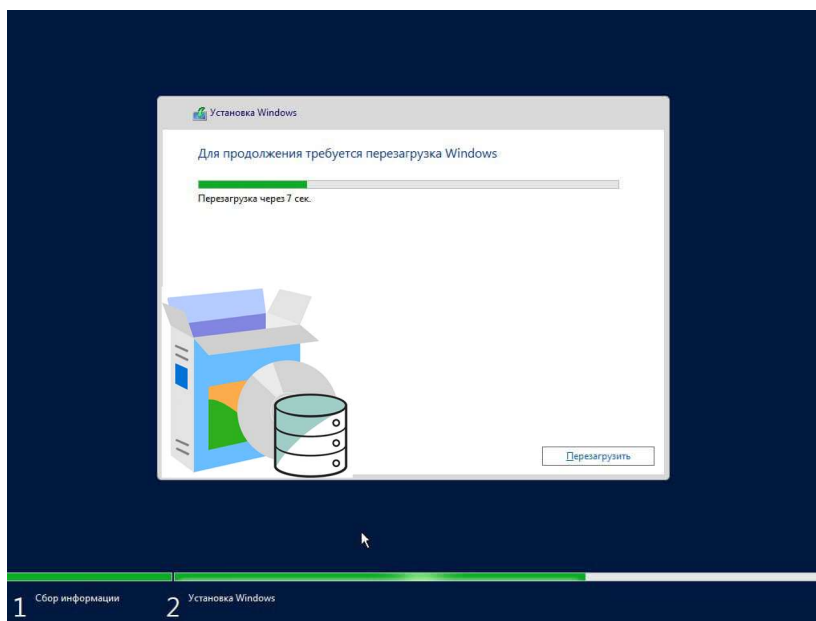 Установка Windows
Для продолжения требуется перезагрузка Windows
Перезагрузка через 7 сек.
Перезагрузить
1 Сбор информации
2 Установка Windows